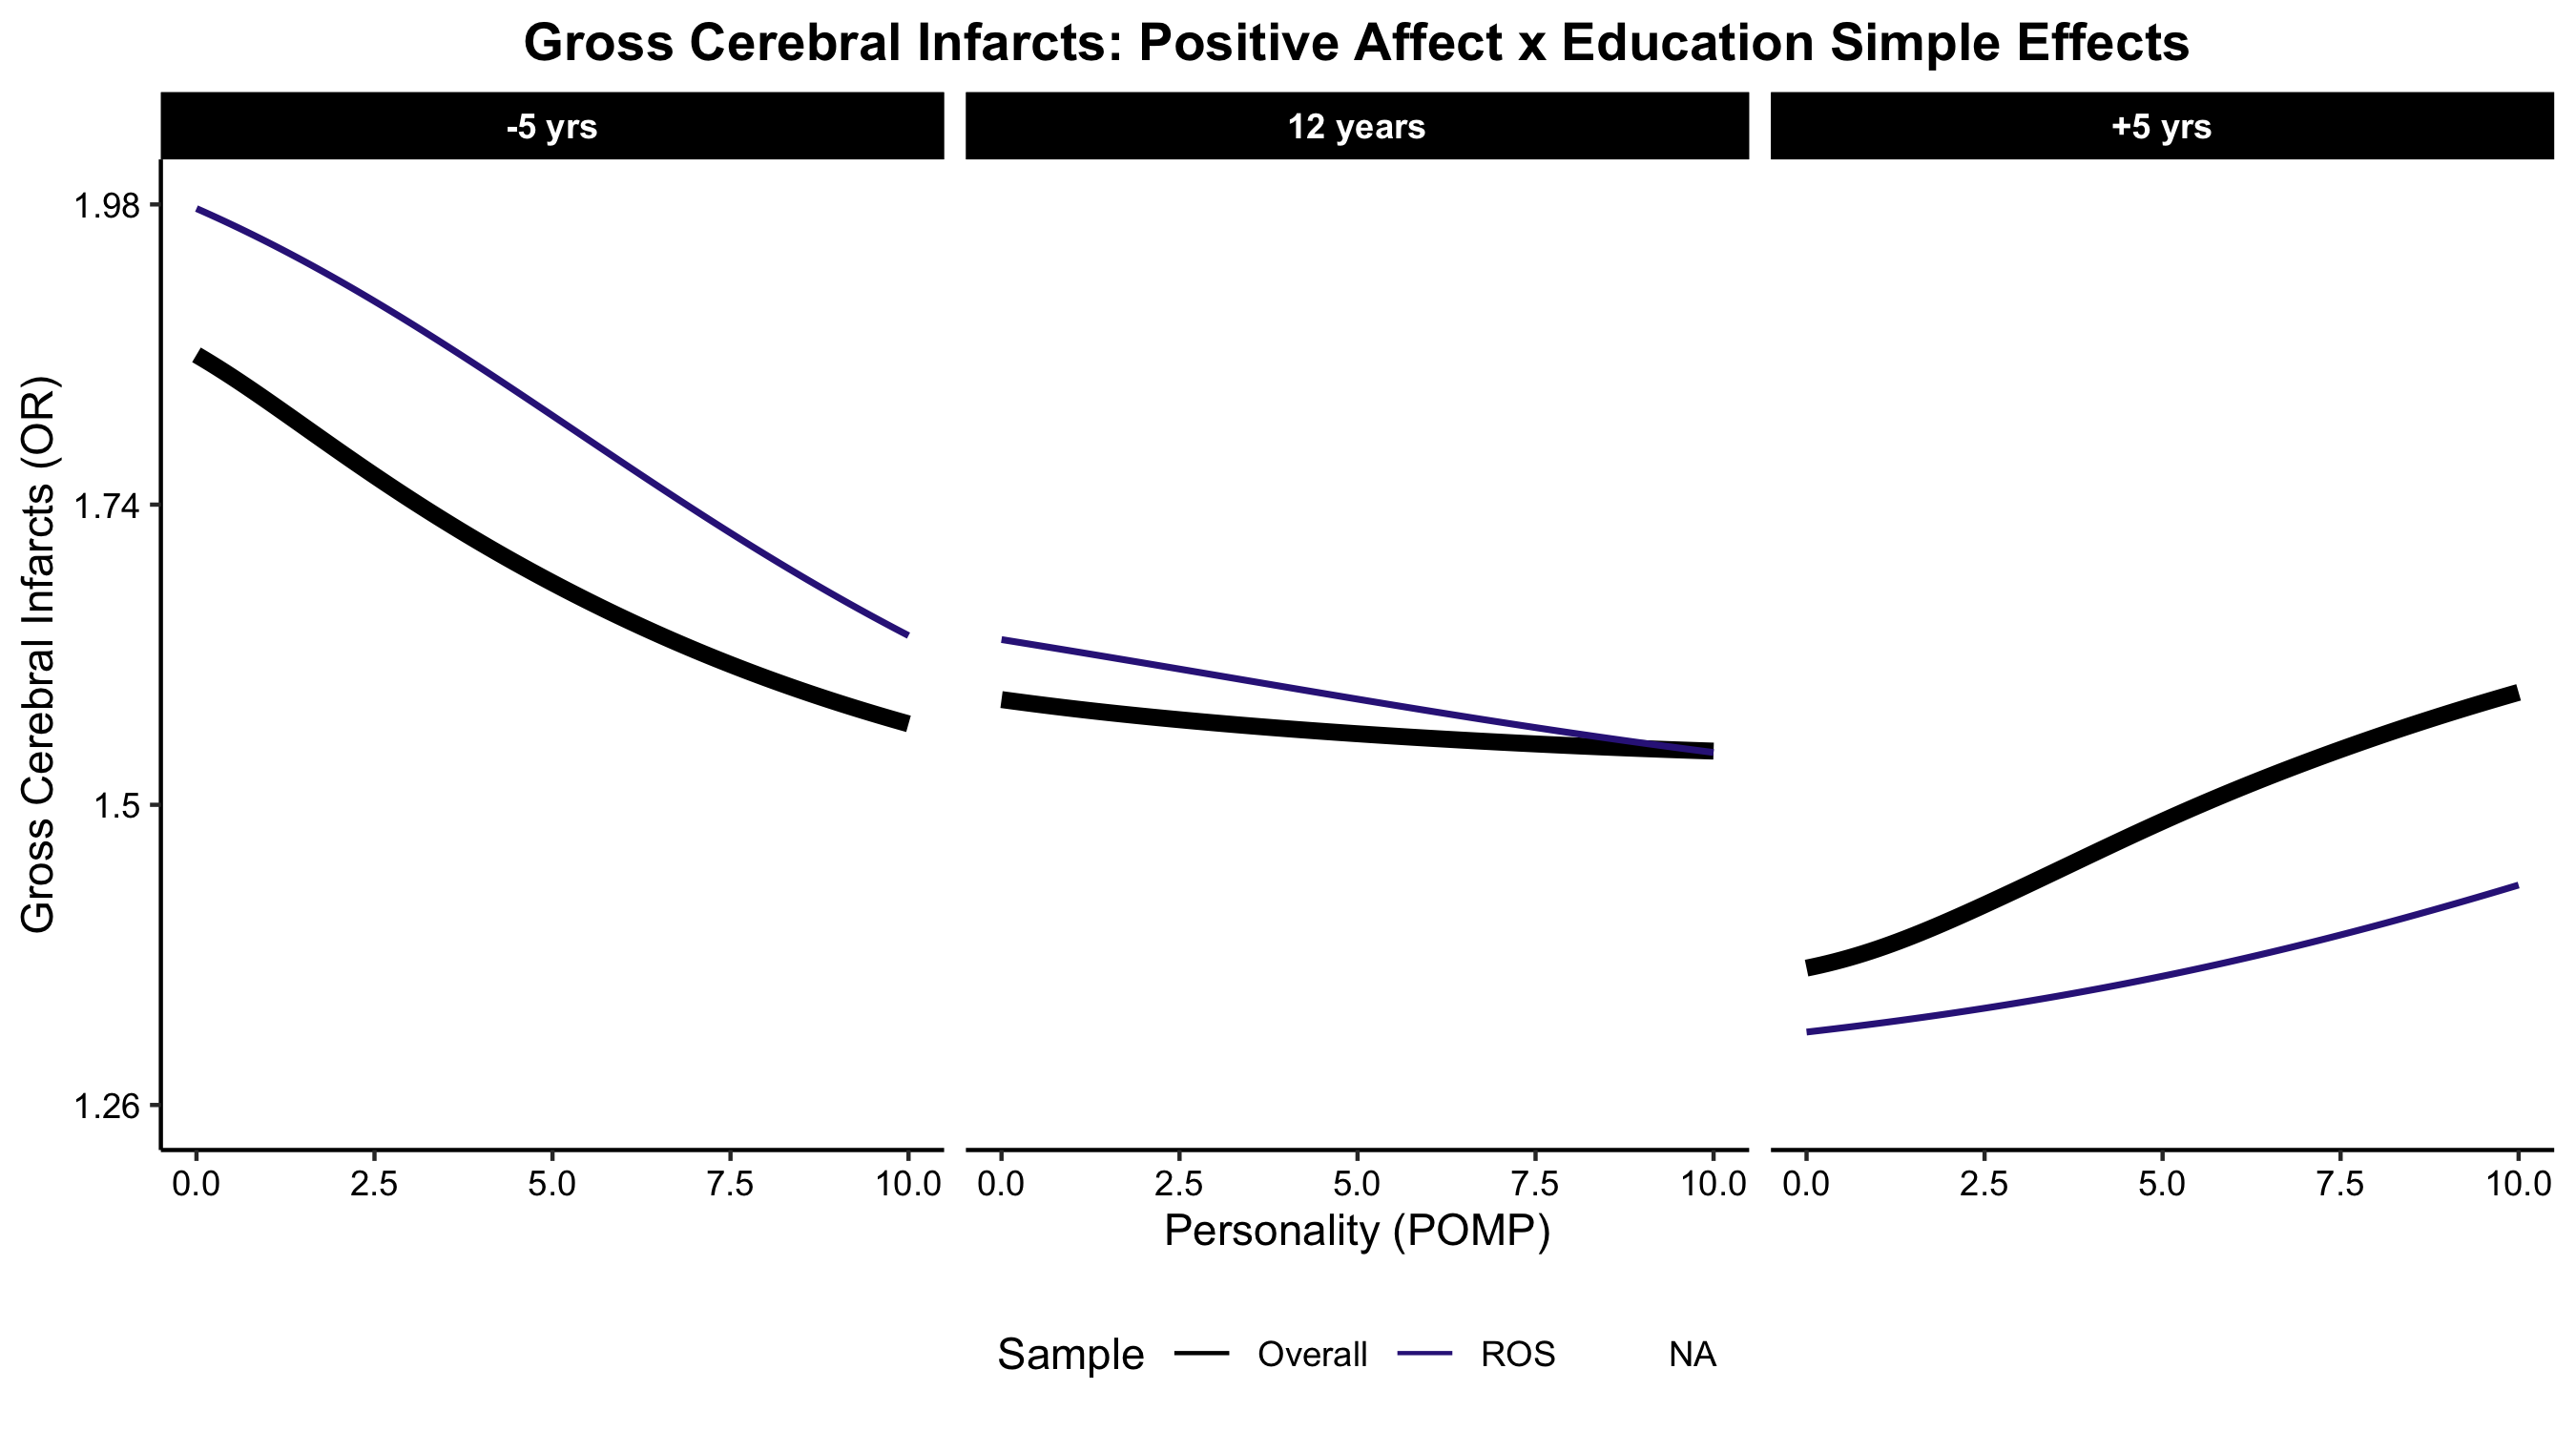 Gross Cerebral Infarcts: Positive Affect x Education Simple Effects
-5 yrs
12 years
+5 yrs
Gross Cerebral Infarcts (OR)
1.98
1.74
1.5
1.26
0.0 2.5 5.0 7.5 10.0
0.0 2.5 5.0 7.5 10.0
0.0 2.5 5.0 7.5 10.0
Personality (POMP)
Sample Overall ROS NA